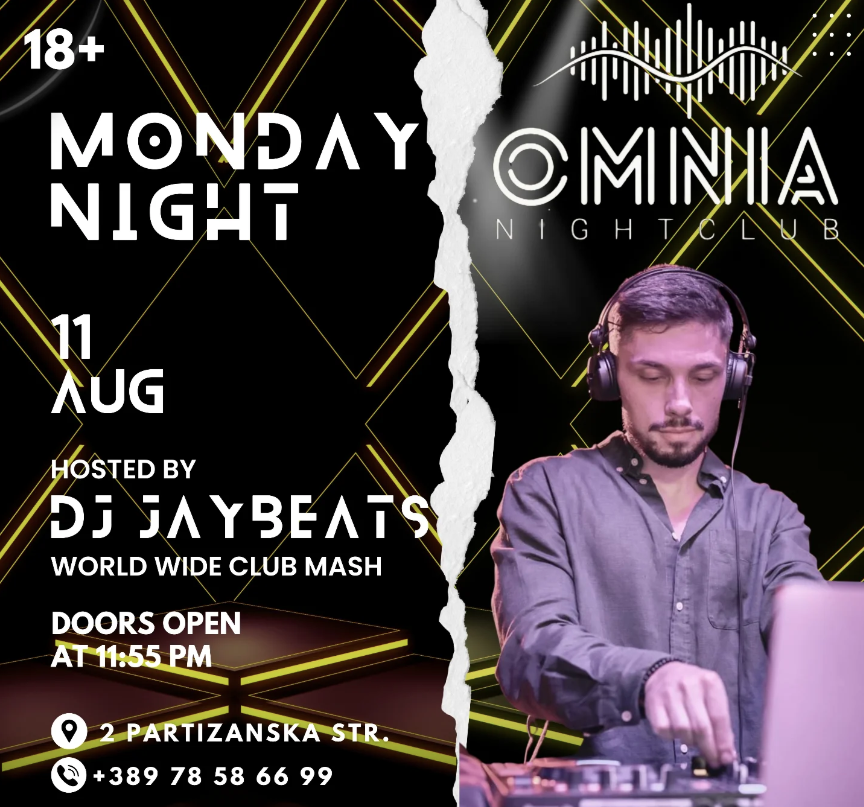 18+
MONDAY
NIGHT
11
AUG
HOSTED BY
DJ JAYBEATS
WORLD WIDE CLUB MASH
DOORS OPEN
AT 11:55 PM
2 PARTIZANSKA STR.
+389 78 58 66 99
OMNIA
NIGHTCLUB